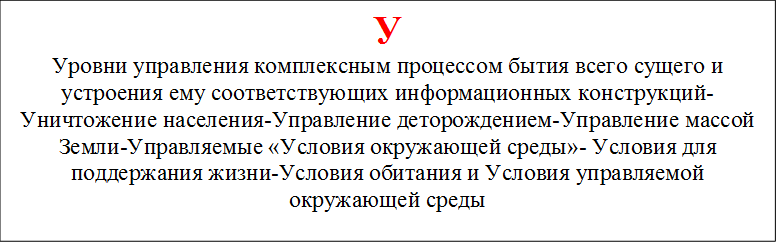 У
Уровни управления комплексным процессом бытия всего сущего и
устроения ему соответствующих информационных конструкций-
Уничтожение населения-Управление деторождением-Управление массой
Земли-Управляемые «Условия окружающей среды»- Условия для
поддержания жизни-Условия обитания и Условия управляемой
окружающей среды